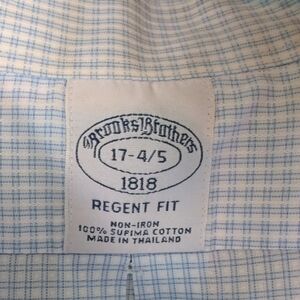 Brooks Brothers
17-4/5
1818
REGENT FIT
NON-IRON
100% SUPIMA COTTON
MADE IN THAILAND